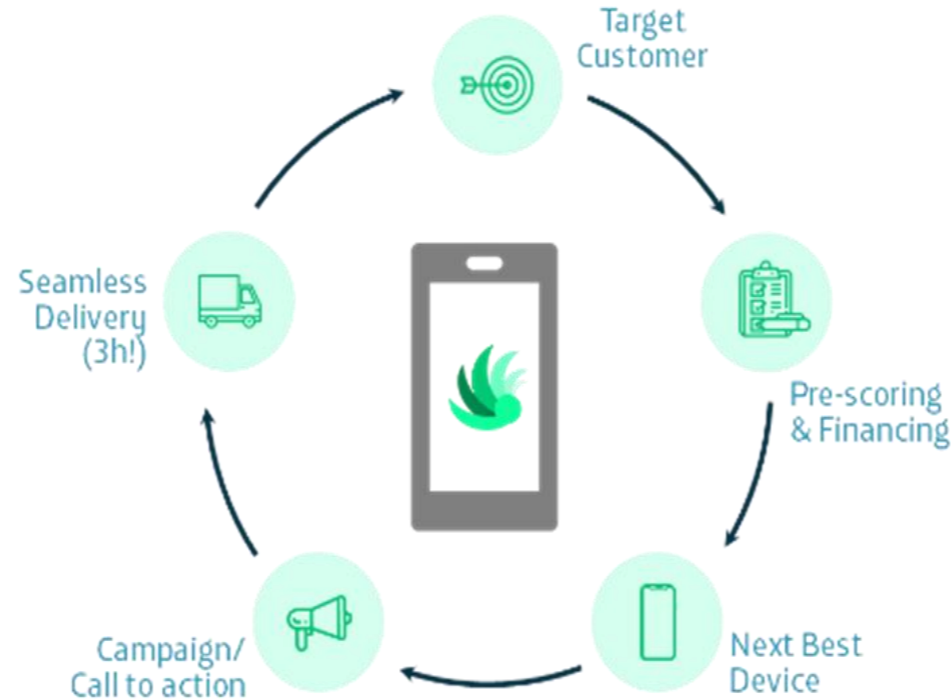 Target
Customer
Pre-scoring
& Financing
Next Best
Device
Campaign/
Call to action
Seamless
Delivery
(3h!)